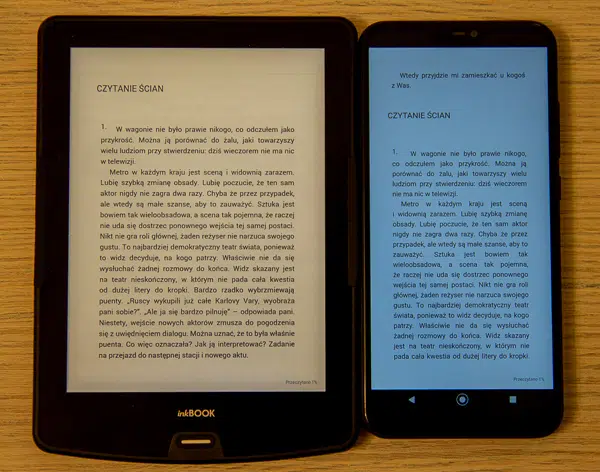 CZYTANIE ŚCIAN
1. W wagonie nie było prawie nikogo, co odczułem jako
przykrość. Można ją porównać do żalu, jaki towarzyszy
wielu ludziom przy stwierdzeniu: dziś wieczorem nie ma nic
w telewizji.
Metro w każdym kraju jest sceną i widownią zarazem.
Lubię szybką zmianę obsady. Lubię poczucie, że ten sam
aktor nigdy nie zagra dwa razy. Chyba że przez przypadek,
ale wtedy są małe szanse, aby to zauważyć. Sztuka jest
bowiem tak wieloobsadowa, a scena tak pojemna, że raczej
nie uda się dostrzec ponownego wejścia tej samej postaci.
Nikt nie gra roli głównej, żaden reżyser nie narzuca swojego
gustu. To najbardziej demokratyczny teatr świata, ponieważ
to widz decyduje, na kogo patrzy. Właściwie nie da się
wysłuchać żadnej rozmowy do końca. Widz skazany jest
na teatr nieskończony, w którym nie pada cała kwestia
od dużej litery do kropki. Bardzo rzadko wybrzmiewają
puenty. „Ruscy wykupili już całe Karlovy Vary, wyobraża
pani sobie?". „Ale ja się bardzo pilnuję" – odpowiada pani.
Niestety, wejście nowych aktorów zmusza do pogodzenia
się z uwiędnięciem dialogu. Można uznać, że to było właśnie
puenta. Co więc oznaczała? Jak ją interpretować? Zadanie
na przejazd do następnej stacji i nowego aktu.
Przeczytano 1%
inkBOOK
Wtedy przyjdzie mi zamieszkać u kogoś
z Was.
CZYTANIE ŚCIAN
1. W wagonie nie było prawie nikogo,
co odczułem jako przykrość. Można ją
porównać do żalu, jaki towarzyszy wielu
ludziom przy stwierdzeniu: dziś wieczorem
nie ma nic w telewizji.
Metro w każdym kraju jest sceną
i widownią zarazem. Lubię szybką zmianę
obsady. Lubię poczucie, że ten sam aktor
nigdy nie zagra dwa razy. Chyba że przez
przypadek, ale wtedy są małe szanse, aby to
zauważyć. Sztuka jest bowiem tak
wieloobsadowa, a scena tak pojemna,
że raczej nie uda się dostrzec ponownego
wejścia tej samej postaci. Nikt nie gra roli
głównej, żaden reżyser nie narzuca swojego
gustu. To najbardziej demokratyczny teatr
świata, ponieważ to widz decyduje, na kogo
patrzy. Właściwie nie da się wysłuchać
żadnej rozmowy do końca. Widz skazany
jest na teatr nieskończony, w którym nie
pada cała kwestia od dużej litery do kropki.
Przeczytano 1%